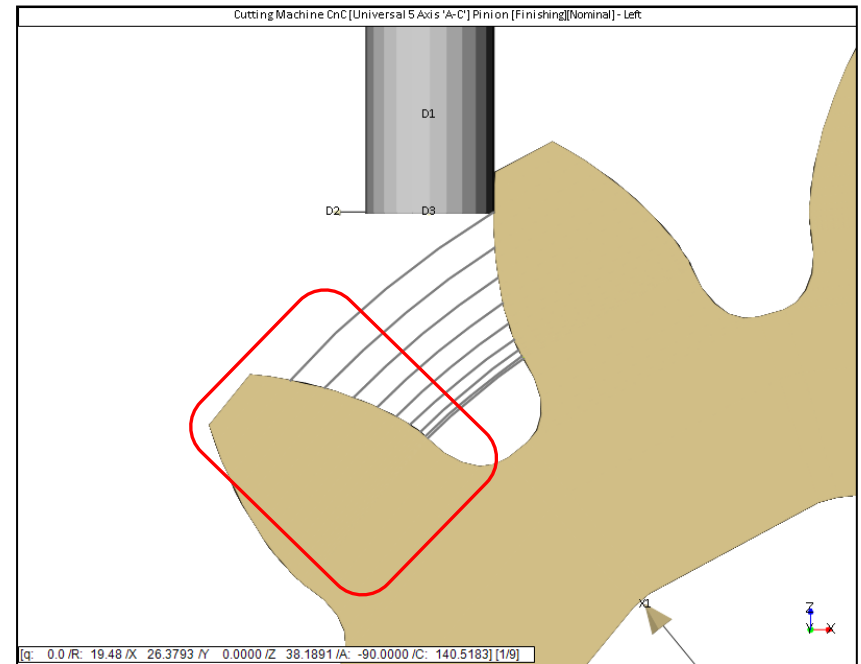 Cutting Machine CnC [Universal 5 Axis 'A-C'] Pinion [Finishing][Nominal] - Left
D1
D2
D3
X1
Z
Y X
[q: 0.0 /R: 19.48 /X 26.3793 /Y 0.0000 /Z 38.1891 /A: -90.0000 /C: 140.5183] [1/9]